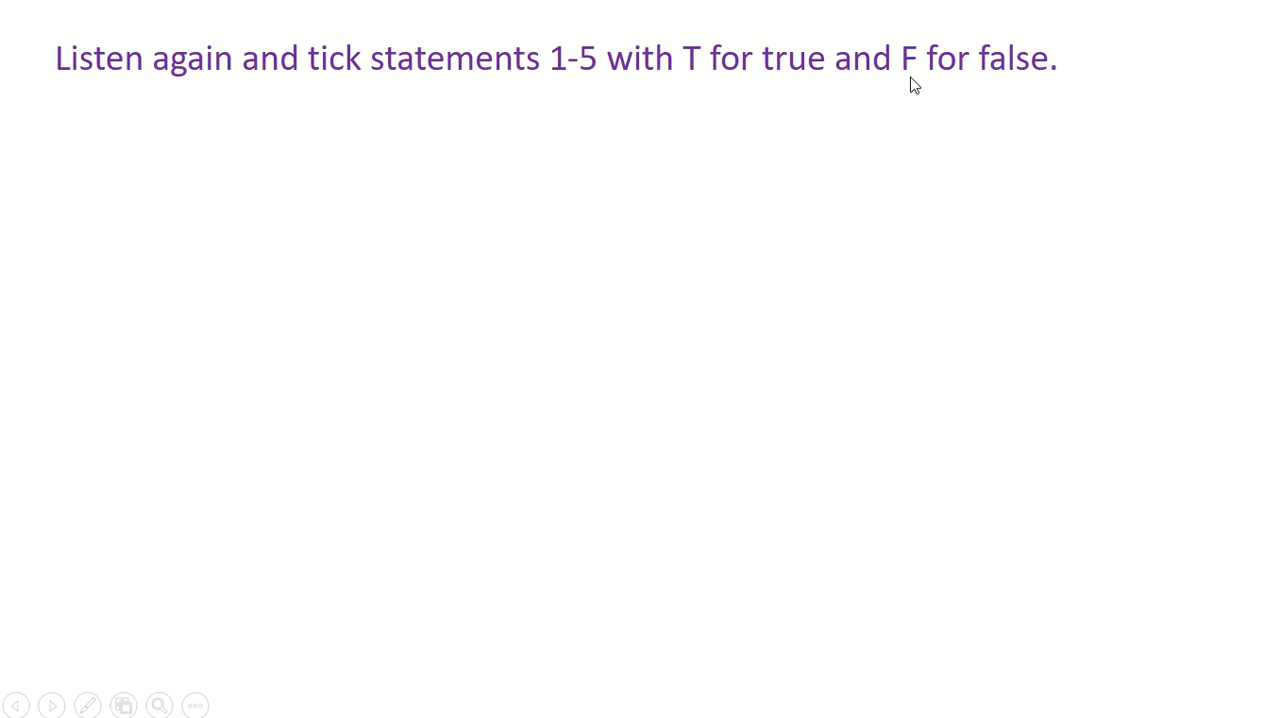 Listen again and tick statements 1-5 with T for true and F for false.